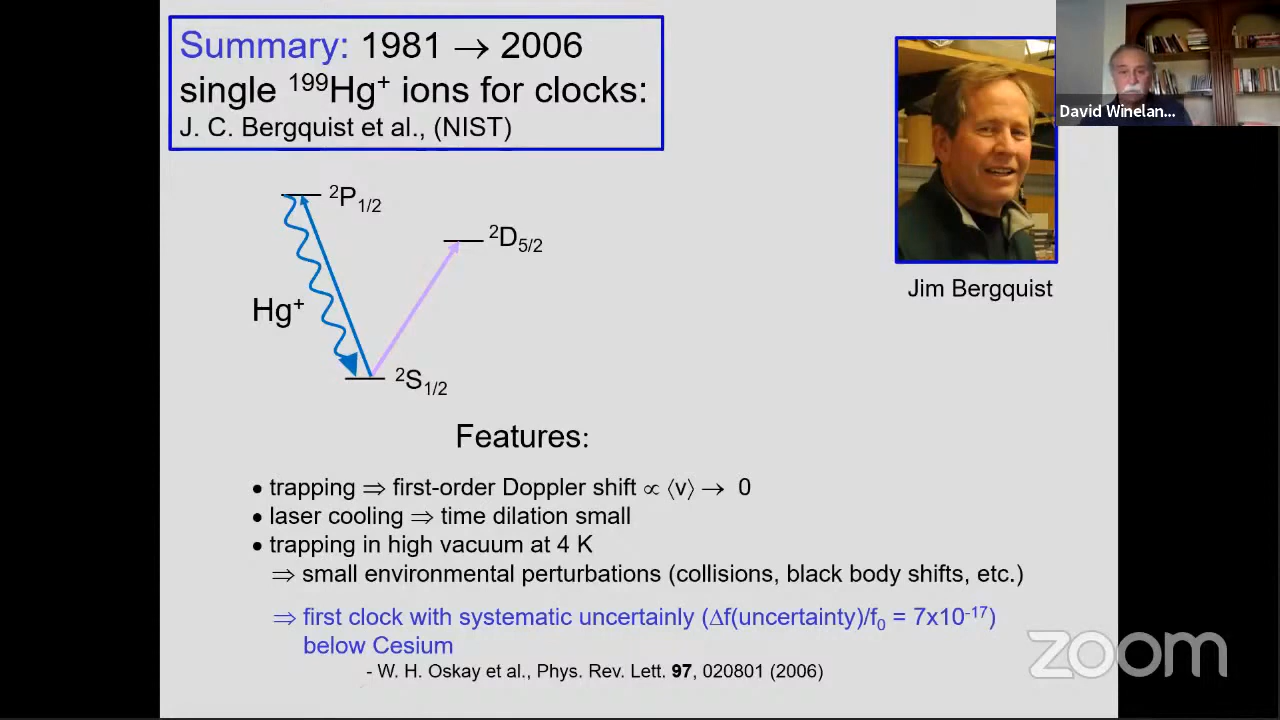 Summary: 1981 → 2006
single ¹⁹⁹Hg⁺ ions for clocks:
J. C. Bergquist et al., (NIST)
David Winelan...
Jim Bergquist
²P₁/₂
²D₅/₂
Hg⁺
²S₁/₂
Features:
• trapping ⇒ first-order Doppler shift ∝ ⟨v⟩ → 0
• laser cooling ⇒ time dilation small
• trapping in high vacuum at 4 K
⇒ small environmental perturbations (collisions, black body shifts, etc.)
⇒ first clock with systematic uncertainly (Δf(uncertainty)/f₀ = 7x10⁻¹⁷)
below Cesium
- W. H. Oskay et al., Phys. Rev. Lett. 97, 020801 (2006)
zoom